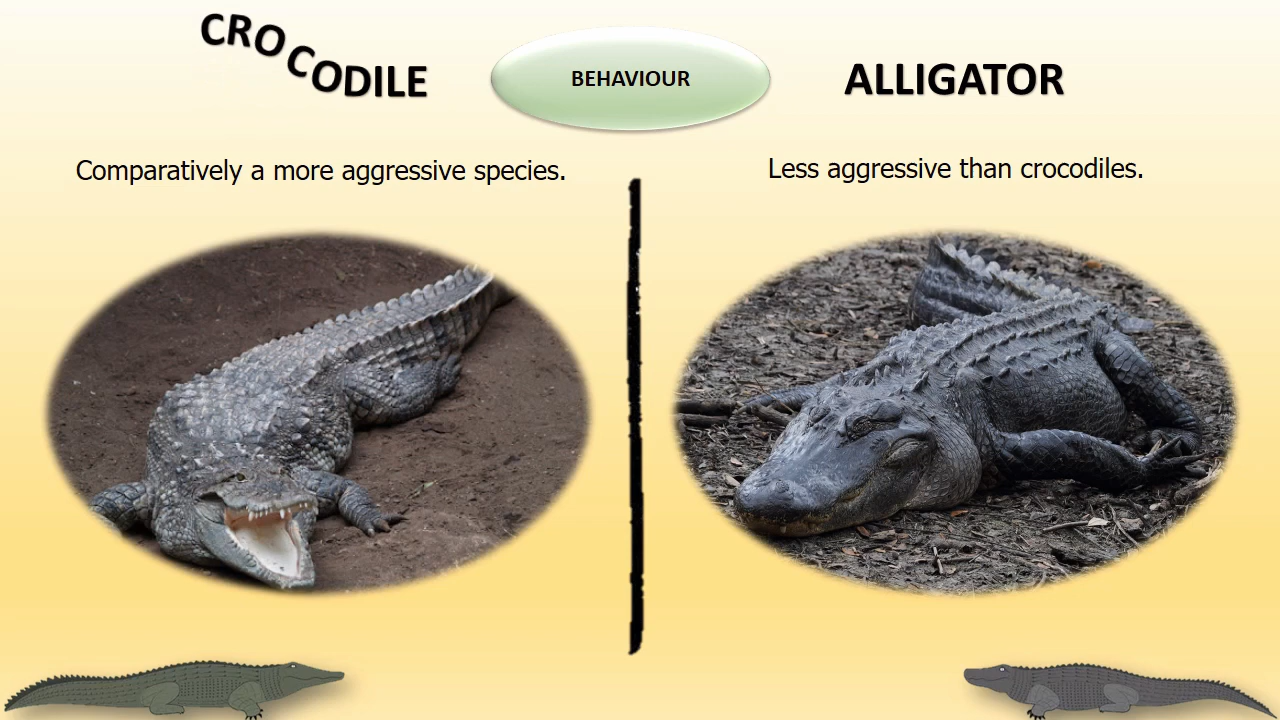 CROCODILE
BEHAVIOUR
ALLIGATOR
Comparatively a more aggressive species.
Less aggressive than crocodiles.